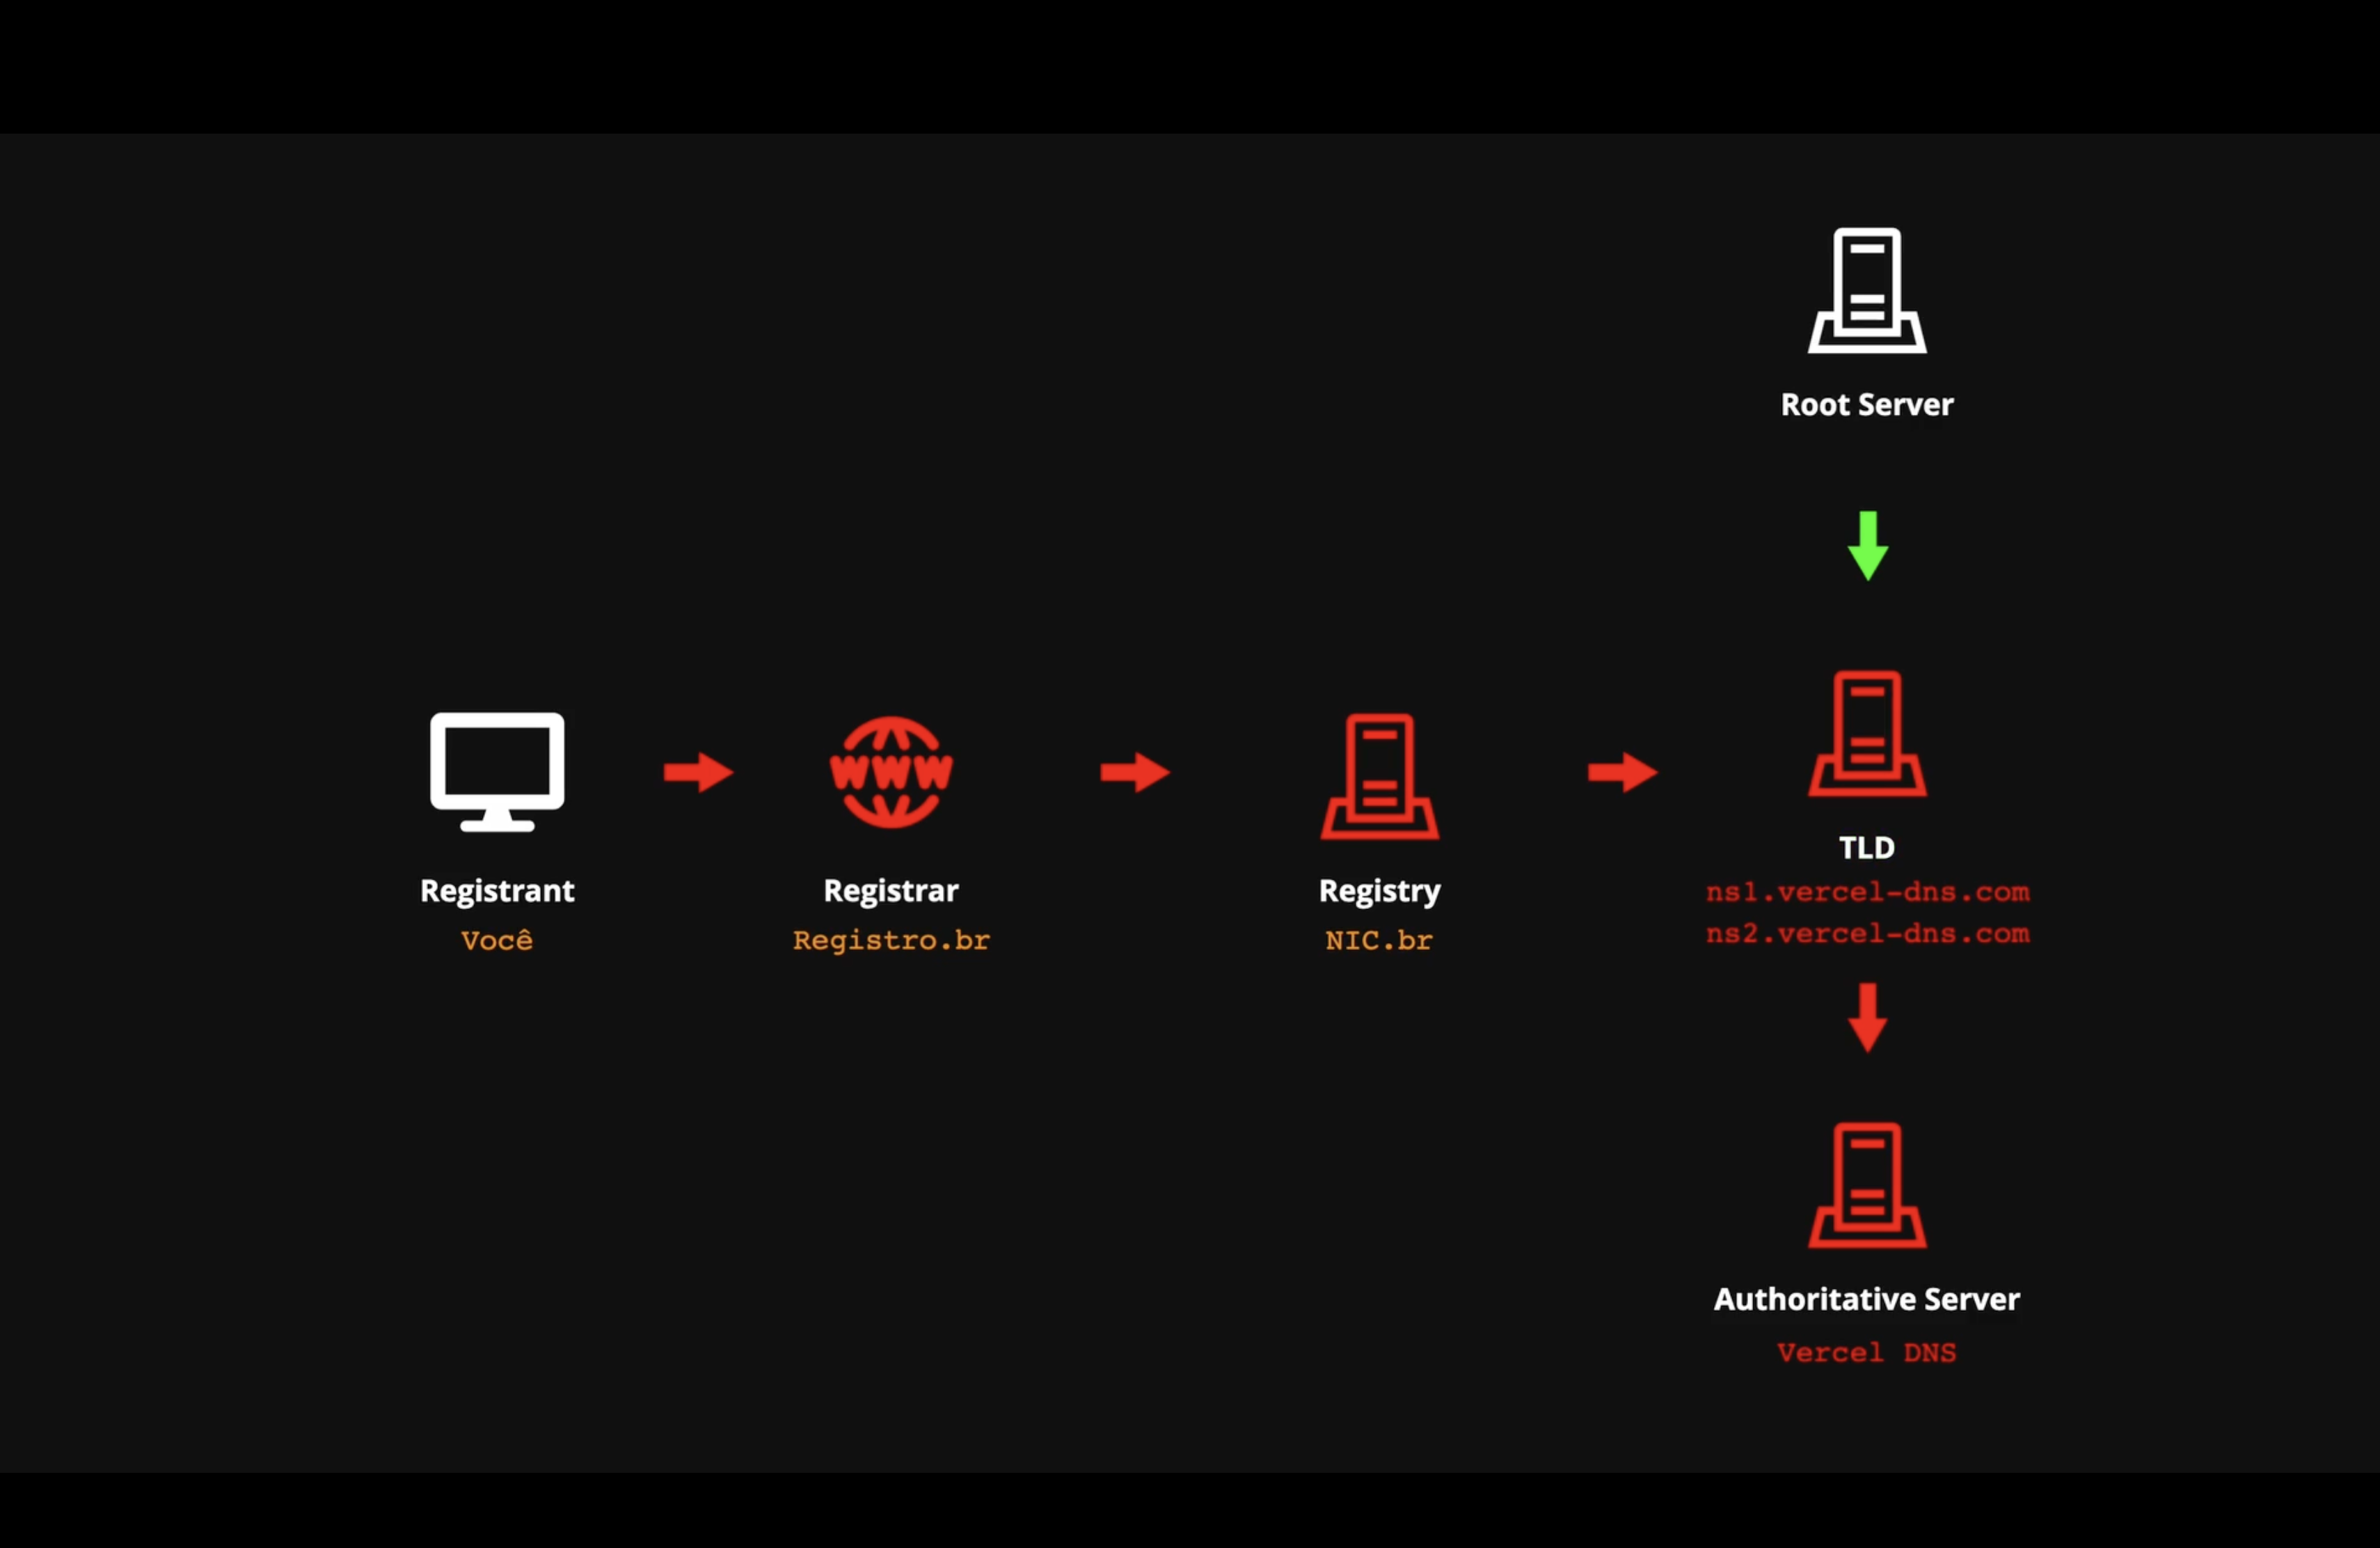 Root Server
Registrant
Você
www
Registrar
Registro.br
Registry
NIC.br
TLD
ns1.vercel-dns.com
ns2.vercel-dns.com
Authoritative Server
Vercel DNS